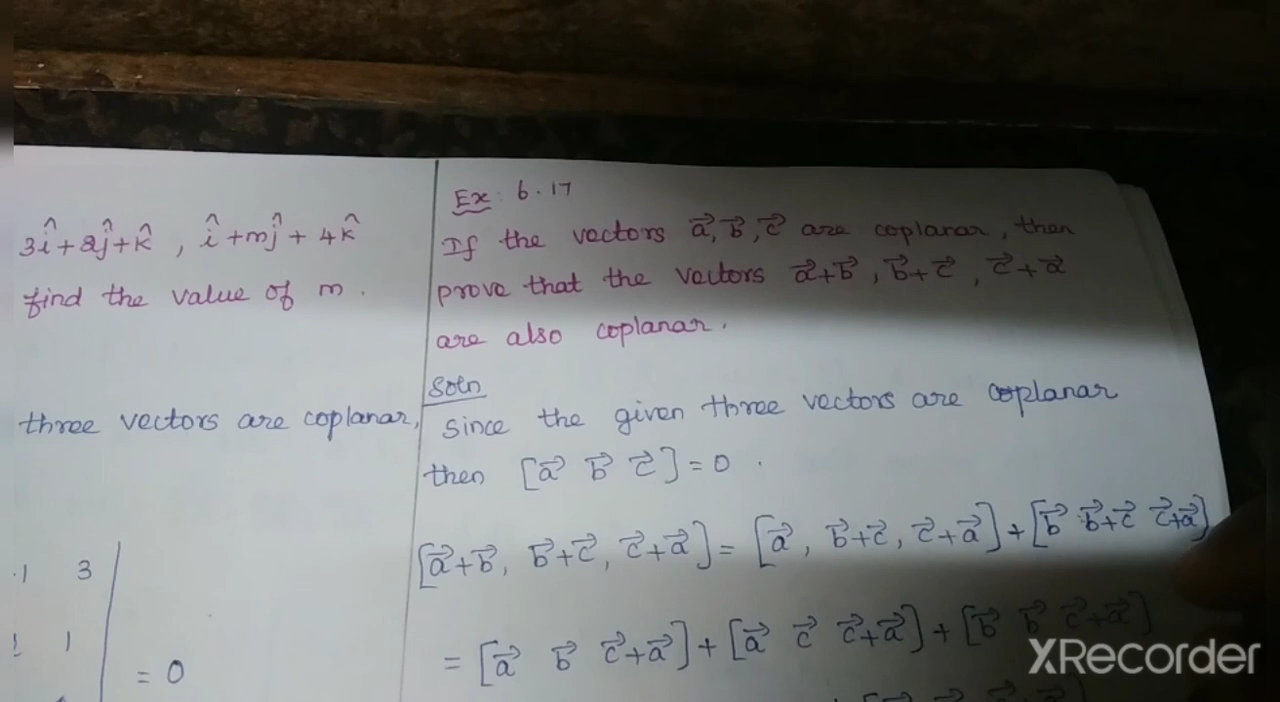 3î+2ĵ+k̂ , î+mĵ+4k̂
find the value of m .
three vectors are coplanar,
1 3
1 1
= 0
Ex: 6.17
If the vectors a⃗, b⃗, c⃗ are coplanar, then
prove that the vectors a⃗+b⃗, b⃗+c⃗, c⃗+a⃗
are also coplanar.
Soln
Since the given three vectors are coplanar
then [a⃗ b⃗ c⃗] = 0 .
[a⃗+b⃗, b⃗+c⃗, c⃗+a⃗] = [a⃗, b⃗+c⃗, c⃗+a⃗] + [b⃗ b⃗+c⃗ c⃗+a⃗]
= [a⃗ b⃗ c⃗+a⃗] + [a⃗ c⃗ c⃗+a⃗] + [b⃗ b⃗ c⃗+a⃗]
XRecorder